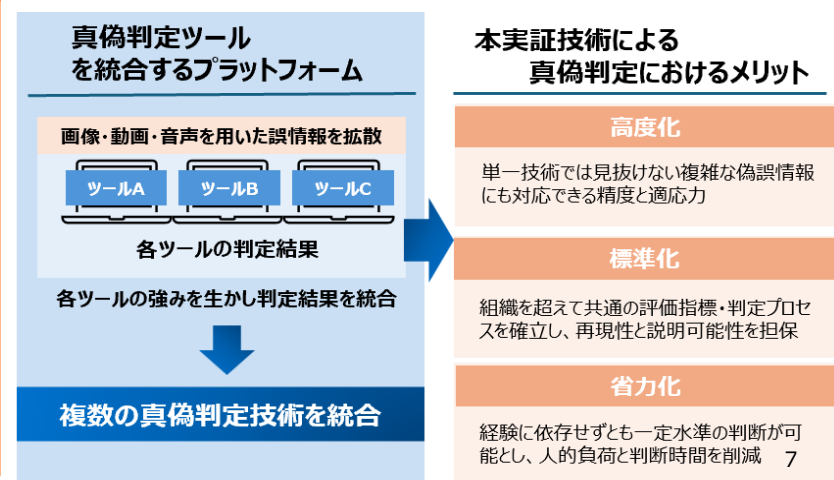 真偽判定ツール
を統合するプラットフォーム
画像・動画・音声を用いた誤情報を拡散
ツールA
ツールB
ツールC
各ツールの判定結果
各ツールの強みを生かし判定結果を統合
複数の真偽判定技術を統合
本実証技術による
真偽判定におけるメリット
高度化
単一技術では見抜けない複雑な偽誤情報
にも対応できる精度と適応力
標準化
組織を超えて共通の評価指標・判定プロセ
スを確立し、再現性と説明可能性を担保
省力化
経験に依存せずとも一定水準の判断が可
能とし、人的負荷と判断時間を削減
7